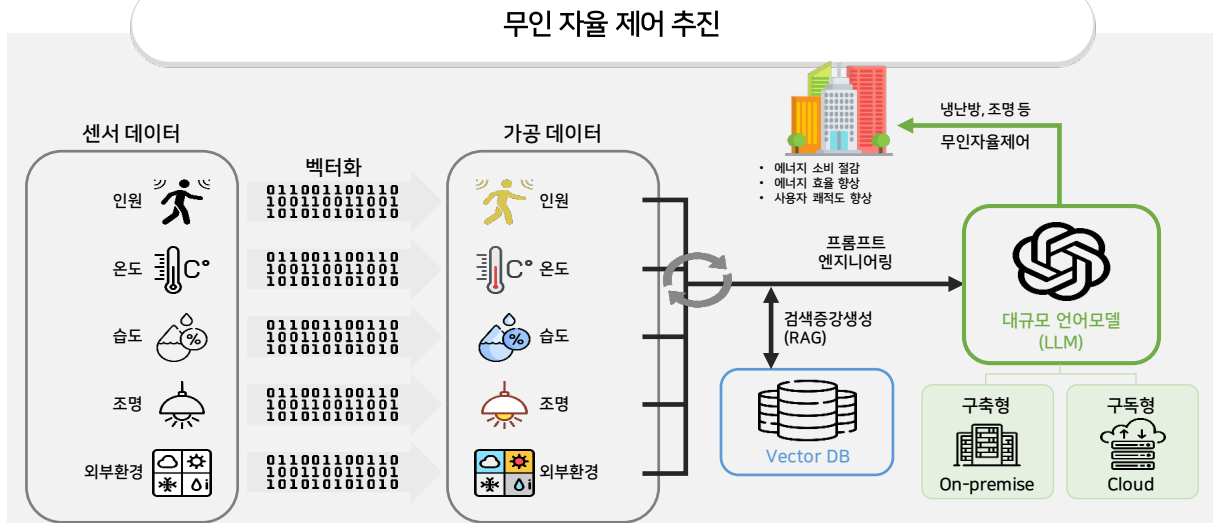 무인 자율 제어 추진
센서 데이터
인원
C°
온도
%
습도
조명
외부환경
i
벡터화
011001100110
100110011001
101010101010
011001100110
100110011001
101010101010
011001100110
100110011001
101010101010
011001100110
100110011001
101010101010
011001100110
100110011001
101010101010
가공 데이터
인원
C°
온도
%
습도
조명
외부환경
i
프롬프트
엔지니어링
검색증강생성
(RAG)
Vector DB
• 에너지 소비 절감
• 에너지 효율 향상
• 사용자 쾌적도 향상
냉난방, 조명 등
무인자율제어
대규모 언어모델
(LLM)
구축형
On-premise
구독형
Cloud